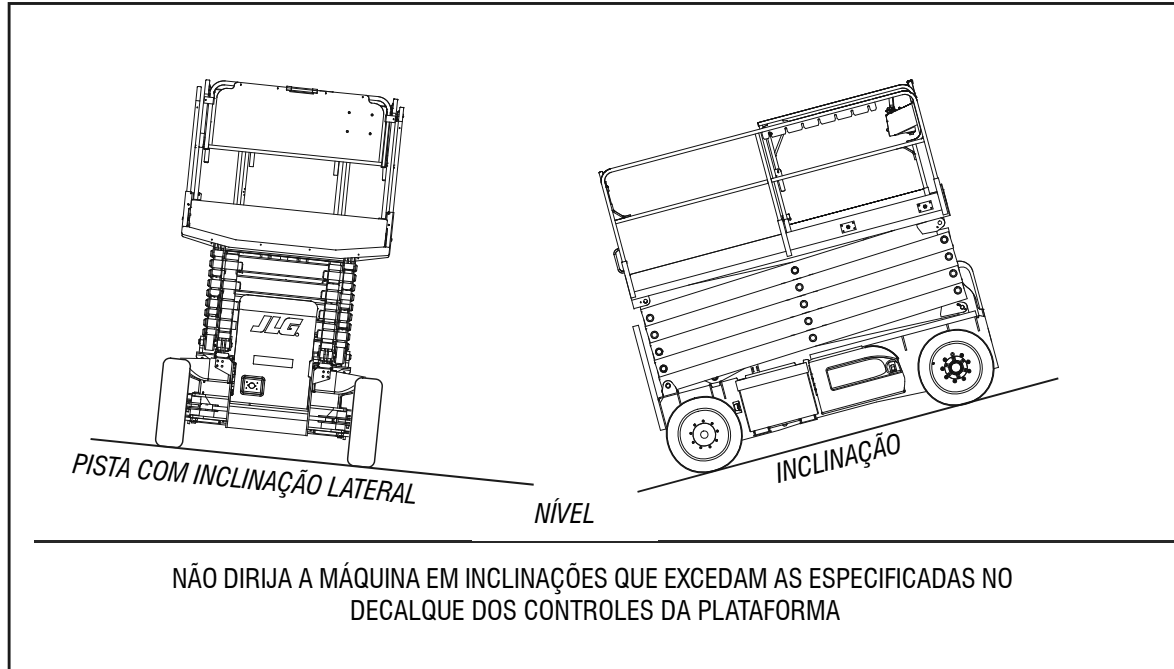 JLG
PISTA COM INCLINAÇÃO LATERAL
INCLINAÇÃO
NÍVEL
NÃO DIRIJA A MÁQUINA EM INCLINAÇÕES QUE EXCEDAM AS ESPECIFICADAS NO
DECALQUE DOS CONTROLES DA PLATAFORMA